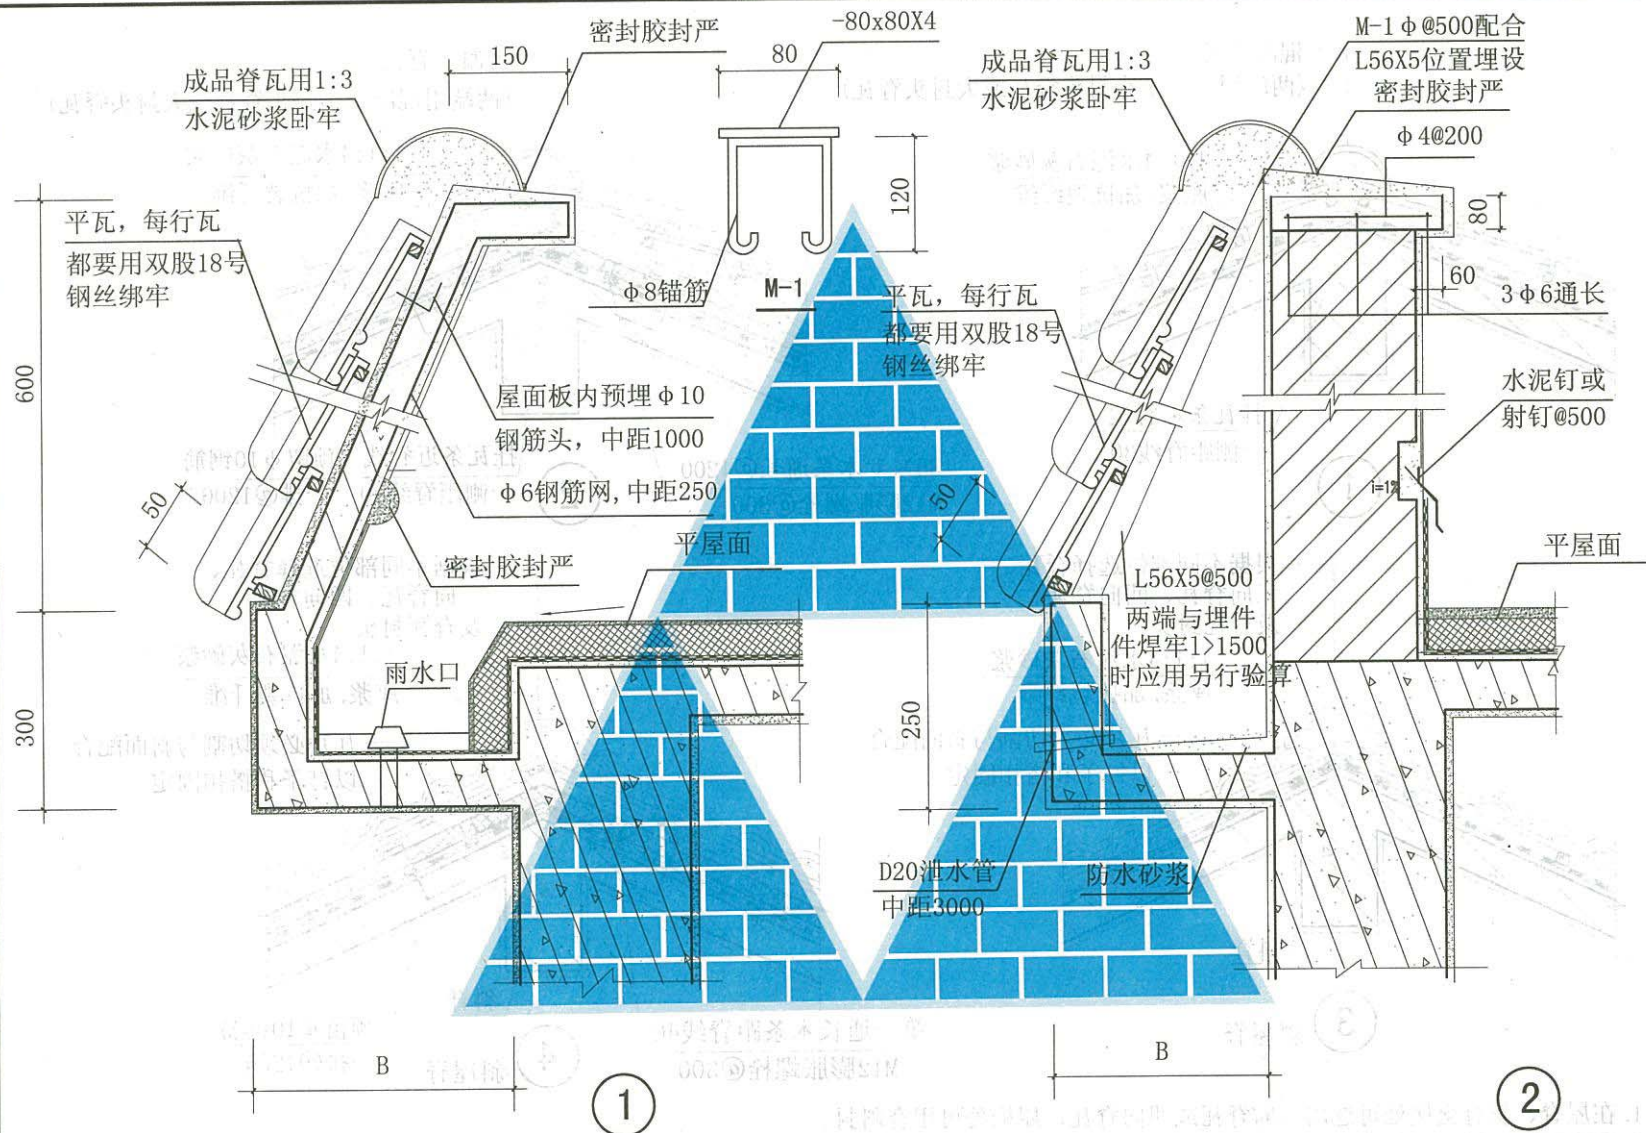 密封胶封严
-80x80X4
M-1φ@500配合
L56X5位置埋设
密封胶封严
φ4@200
成品脊瓦用1:3
水泥砂浆卧牢
150
80
成品脊瓦用1:3
水泥砂浆卧牢
120
80
平瓦，每行瓦
都要用双股18号
钢丝绑牢
φ8锚筋
M-1
平瓦，每行瓦
都要用双股18号
钢丝绑牢
60
3φ6通长
600
屋面板内预埋φ10
钢筋头，中距1000
水泥钉或
射钉@500
50
φ6钢筋网,中距250
50
i=1%
密封胶封严
平屋面
L56X5@500
两端与埋件
件焊牢l>1500
时应用另行验算
平屋面
雨水口
300
250
D20泄水管
中距3000
防水砂浆
B
B
1
2